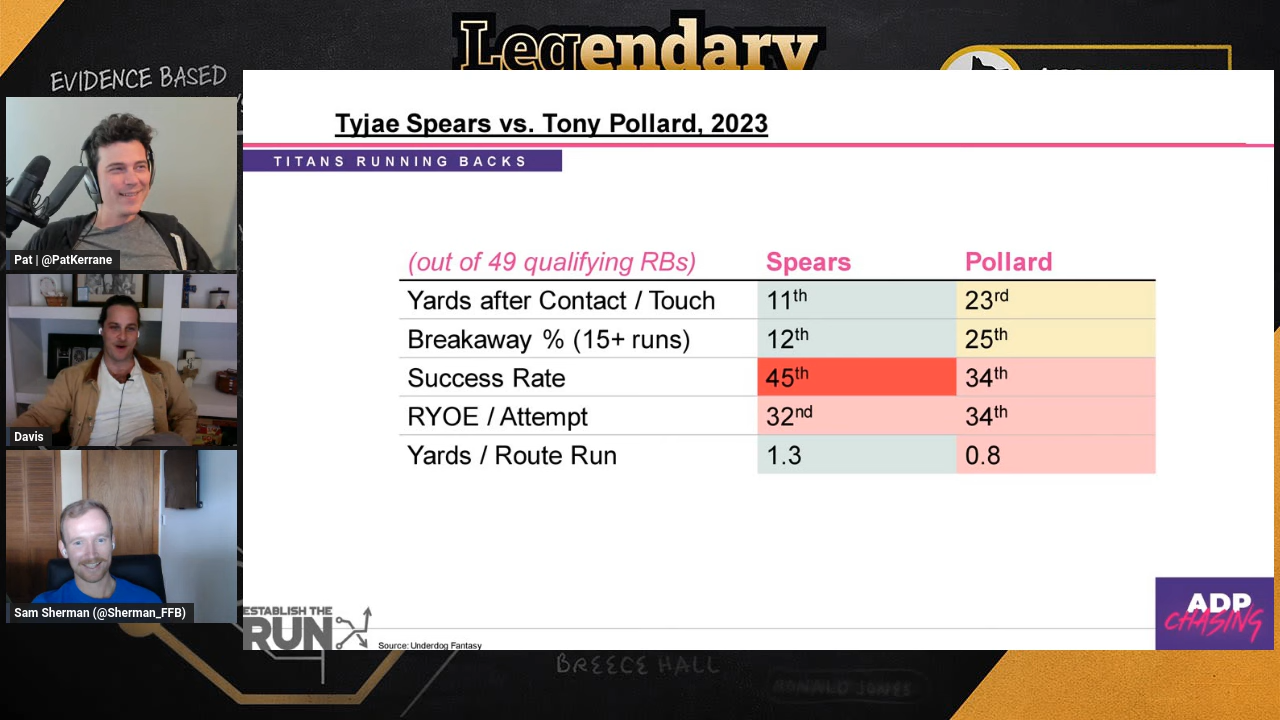 Legendary
EVIDENCE BASED
Tyjae Spears vs. Tony Pollard, 2023
TITANS RUNNING BACKS
(out of 49 qualifying RBs) Spears Pollard
Yards after Contact / Touch 11th 23rd
Breakaway % (15+ runs) 12th 25th
Success Rate 45th 34th
RYOE / Attempt 32nd 34th
Yards / Route Run 1.3 0.8
Pat | @PatKerrane
Davis
Sam Sherman (@Sherman_FFB)
ESTABLISH THE
RUN
Source: Underdog Fantasy
ADP
CHASING
BREECE HALL
RONALD JONES